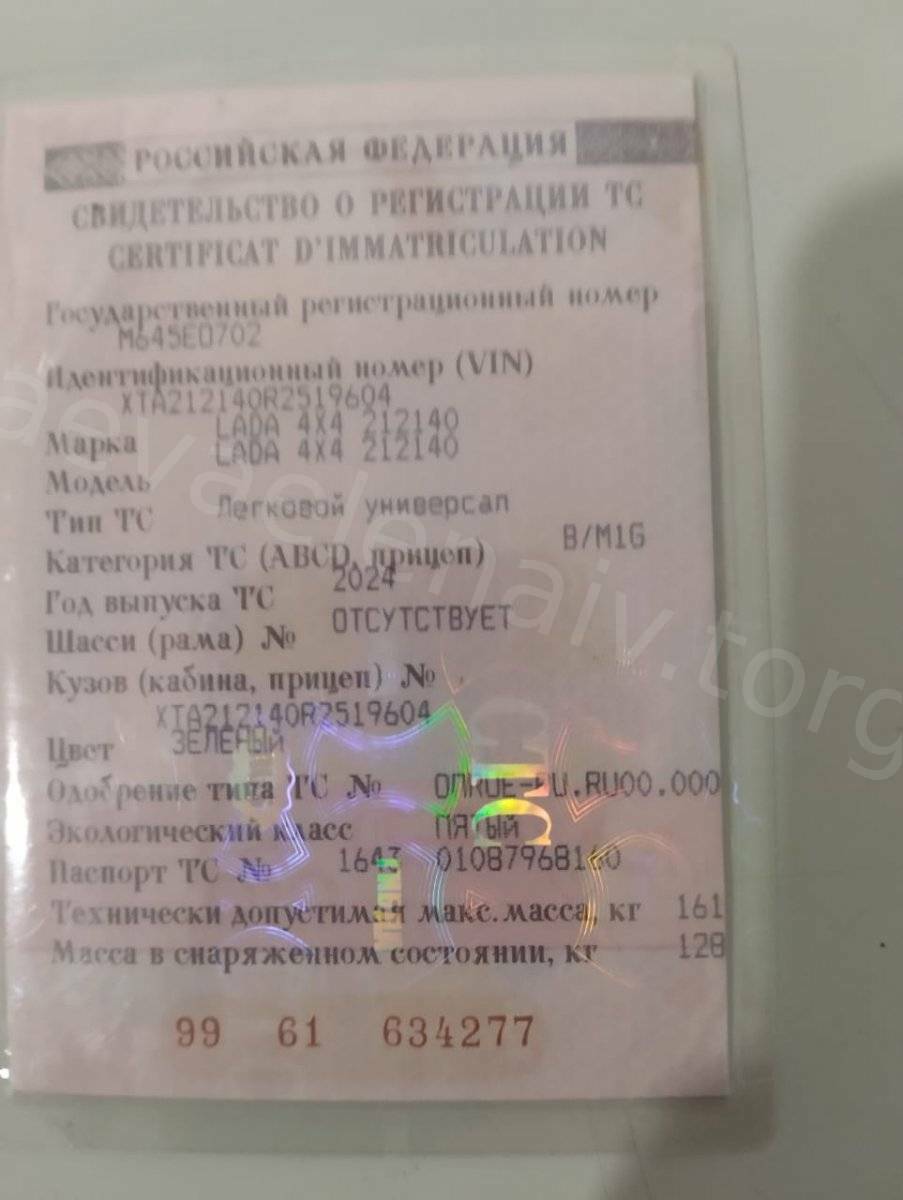 РОССИЙСКАЯ ФЕДЕРАЦИЯ
СВИДЕТЕЛЬСТВО О РЕГИСТРАЦИИ ТС
CERTIFICAT D'IMMATRICULATION
Государственный регистрационный номер
М645ЕО702
Идентификационный номер (VIN)
XTA212140R2519604
LADA 4X4 212140
Марка LADA 4X4 212140
Модель
Тип ТС Легковой универсал
Категория ТС (ABCD, прицеп) B/M1G
Год выпуска ТС 2024
Шасси (рама) № ОТСУТСТВУЕТ
Кузов (кабина, прицеп) №
XTA212140R2519604
Цвет ЗЕЛЕНЫЙ
Одобрение типа ТС № .RU00.000
Экологический класс ПЯТЫЙ
Паспорт ТС № 01087968160
Технически допустимая макс. масса, кг 161
Масса в снаряженном состоянии, кг 128
99 61 634277